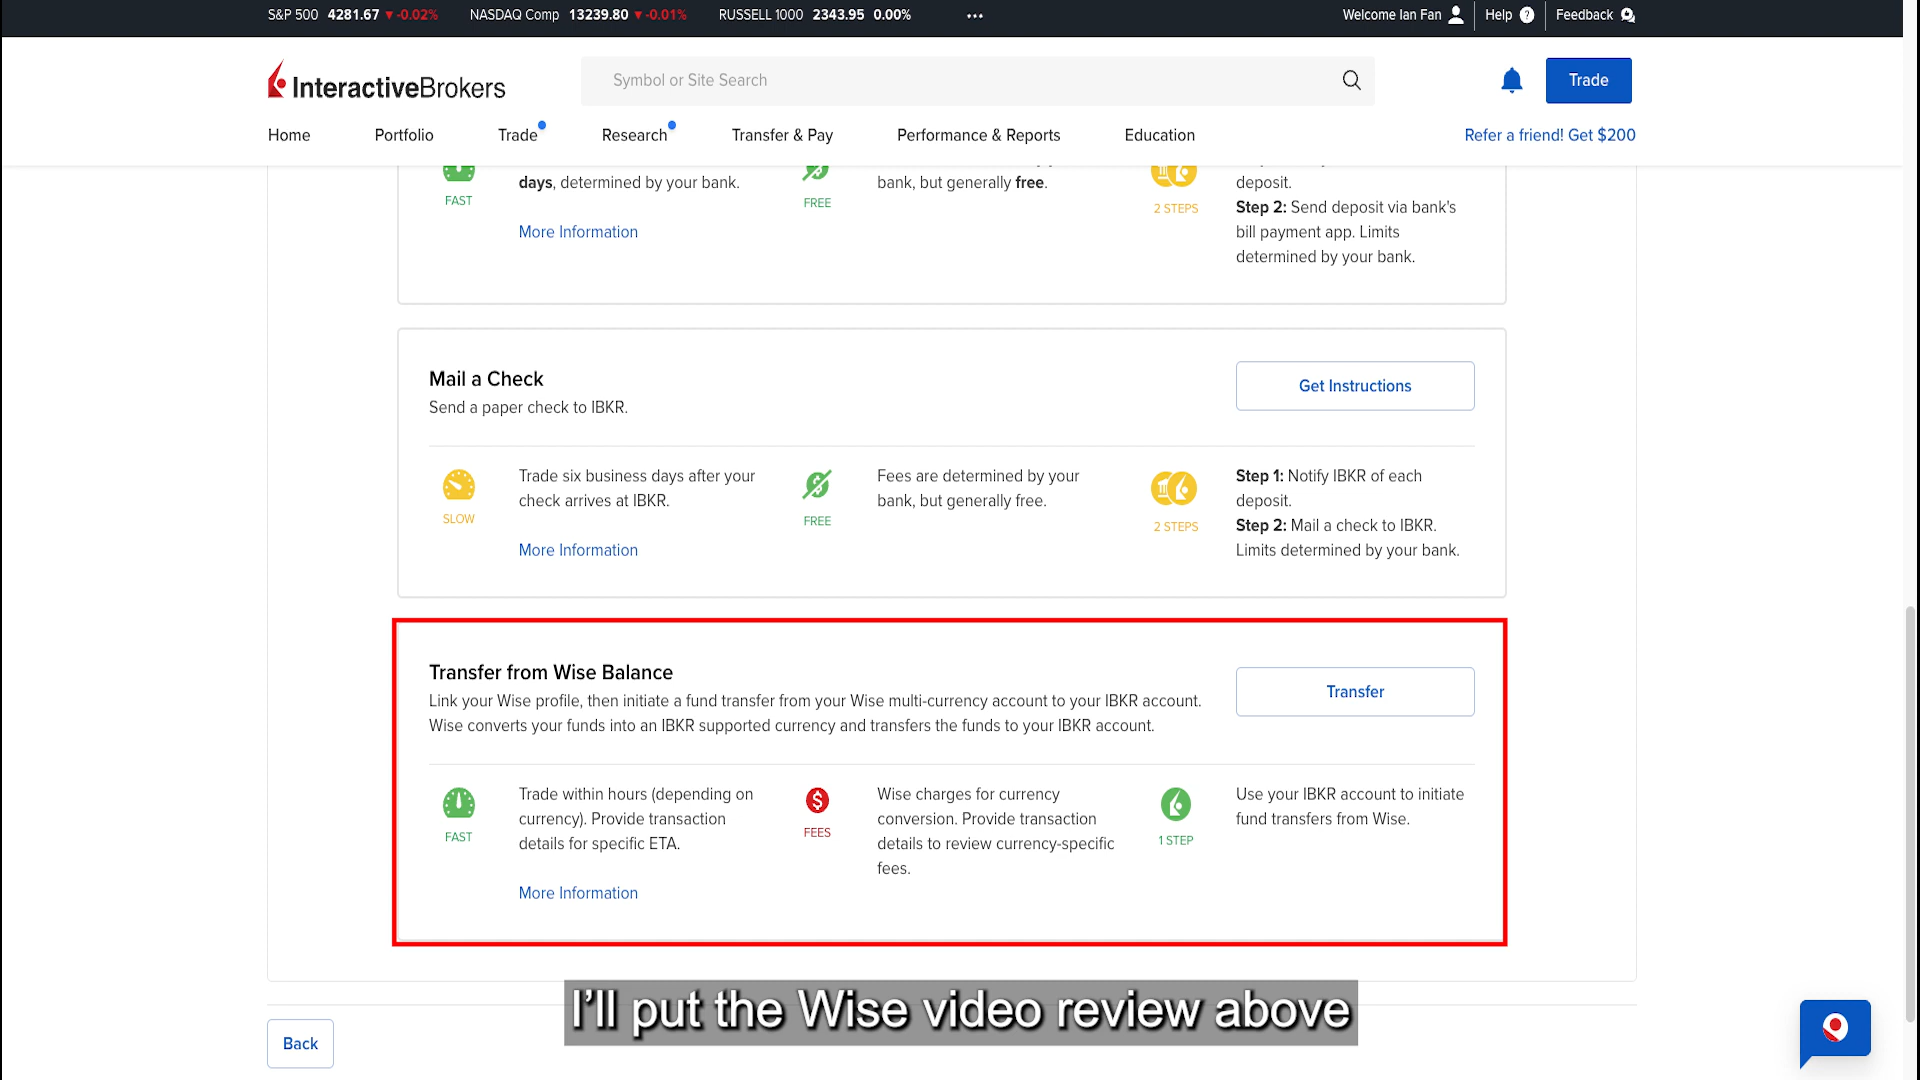 S&P 500 4281.67 ▼ -0.02% NASDAQ Comp 13239.80 ▼ -0.01% RUSSELL 1000 2343.95 0.00% ••• Welcome Ian Fan Help ? Feedback
InteractiveBrokers
Symbol or Site Search
Trade
Home Portfolio Trade Research Transfer & Pay Performance & Reports Education Refer a friend! Get $200
FAST
days, determined by your bank.
More Information
FREE
bank, but generally free.
2 STEPS
deposit.
Step 2: Send deposit via bank's
bill payment app. Limits
determined by your bank.
Mail a Check
Send a paper check to IBKR.
Get Instructions
SLOW
Trade six business days after your
check arrives at IBKR.
More Information
FREE
Fees are determined by your
bank, but generally free.
2 STEPS
Step 1: Notify IBKR of each
deposit.
Step 2: Mail a check to IBKR.
Limits determined by your bank.
Transfer from Wise Balance
Link your Wise profile, then initiate a fund transfer from your Wise multi-currency account to your IBKR account.
Wise converts your funds into an IBKR supported currency and transfers the funds to your IBKR account.
Transfer
FAST
Trade within hours (depending on
currency). Provide transaction
details for specific ETA.
More Information
$
FEES
Wise charges for currency
conversion. Provide transaction
details to review currency-specific
fees.
1 STEP
Use your IBKR account to initiate
fund transfers from Wise.
I'll put the Wise video review above
Back